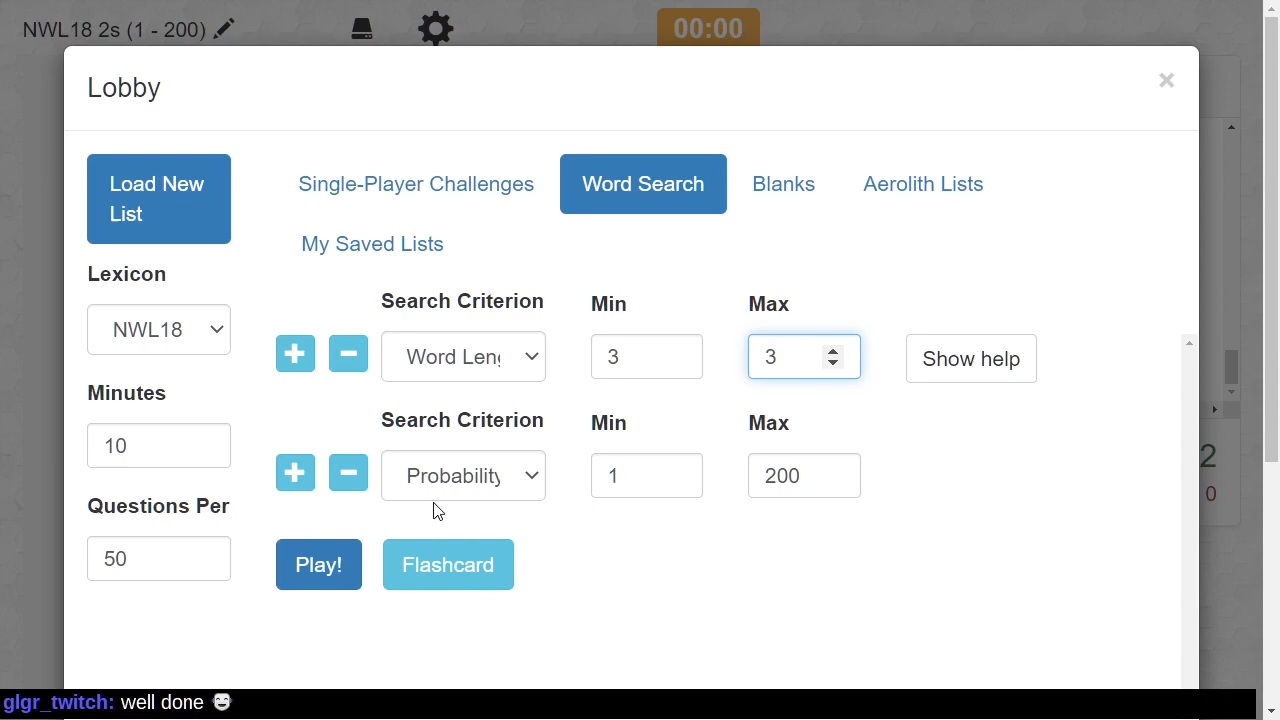 NWL18 2s (1 - 200)
00:00
Lobby
×
Load New
List
Single-Player Challenges
Word Search
Blanks
Aerolith Lists
My Saved Lists
Lexicon
NWL18
Minutes
10
Questions Per
50
Search Criterion
Min
Max
Word Leng
3
3
Show help
Search Criterion
Min
Max
Probability
1
200
Play!
Flashcard
2
0
glgr_twitch: well done